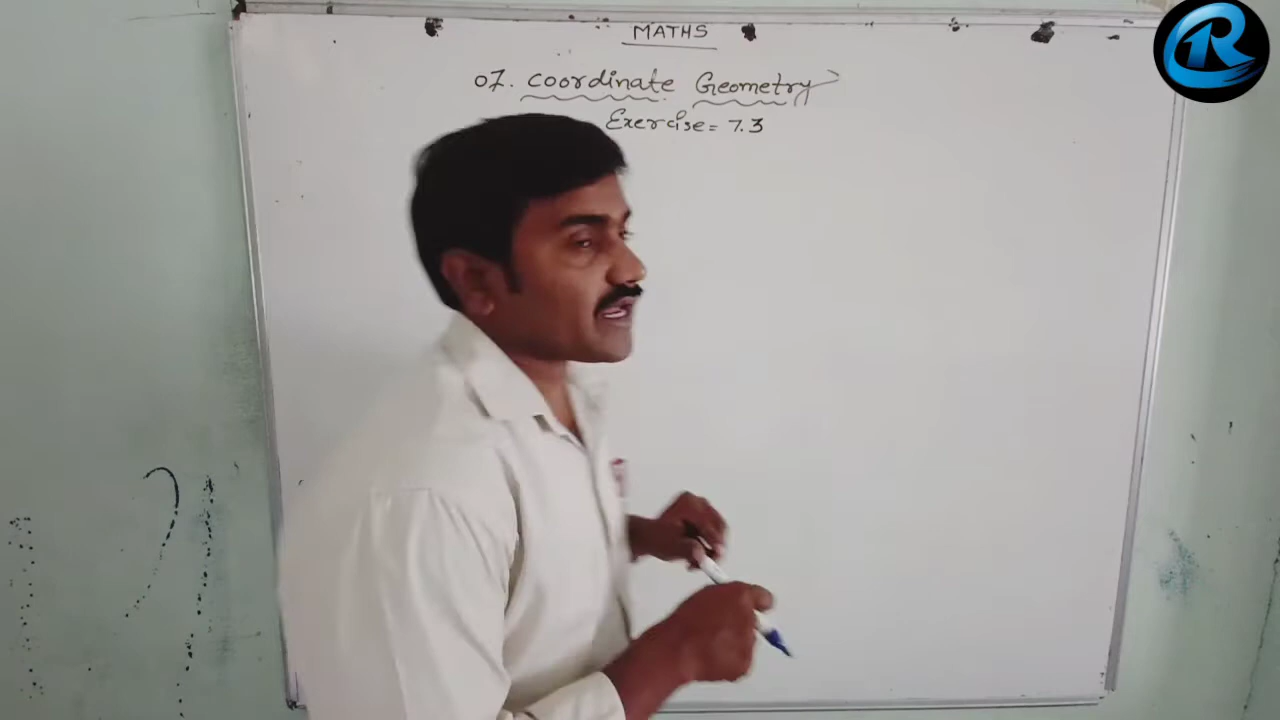 MATHS
07. Coordinate Geometry
Exercise = 7.3